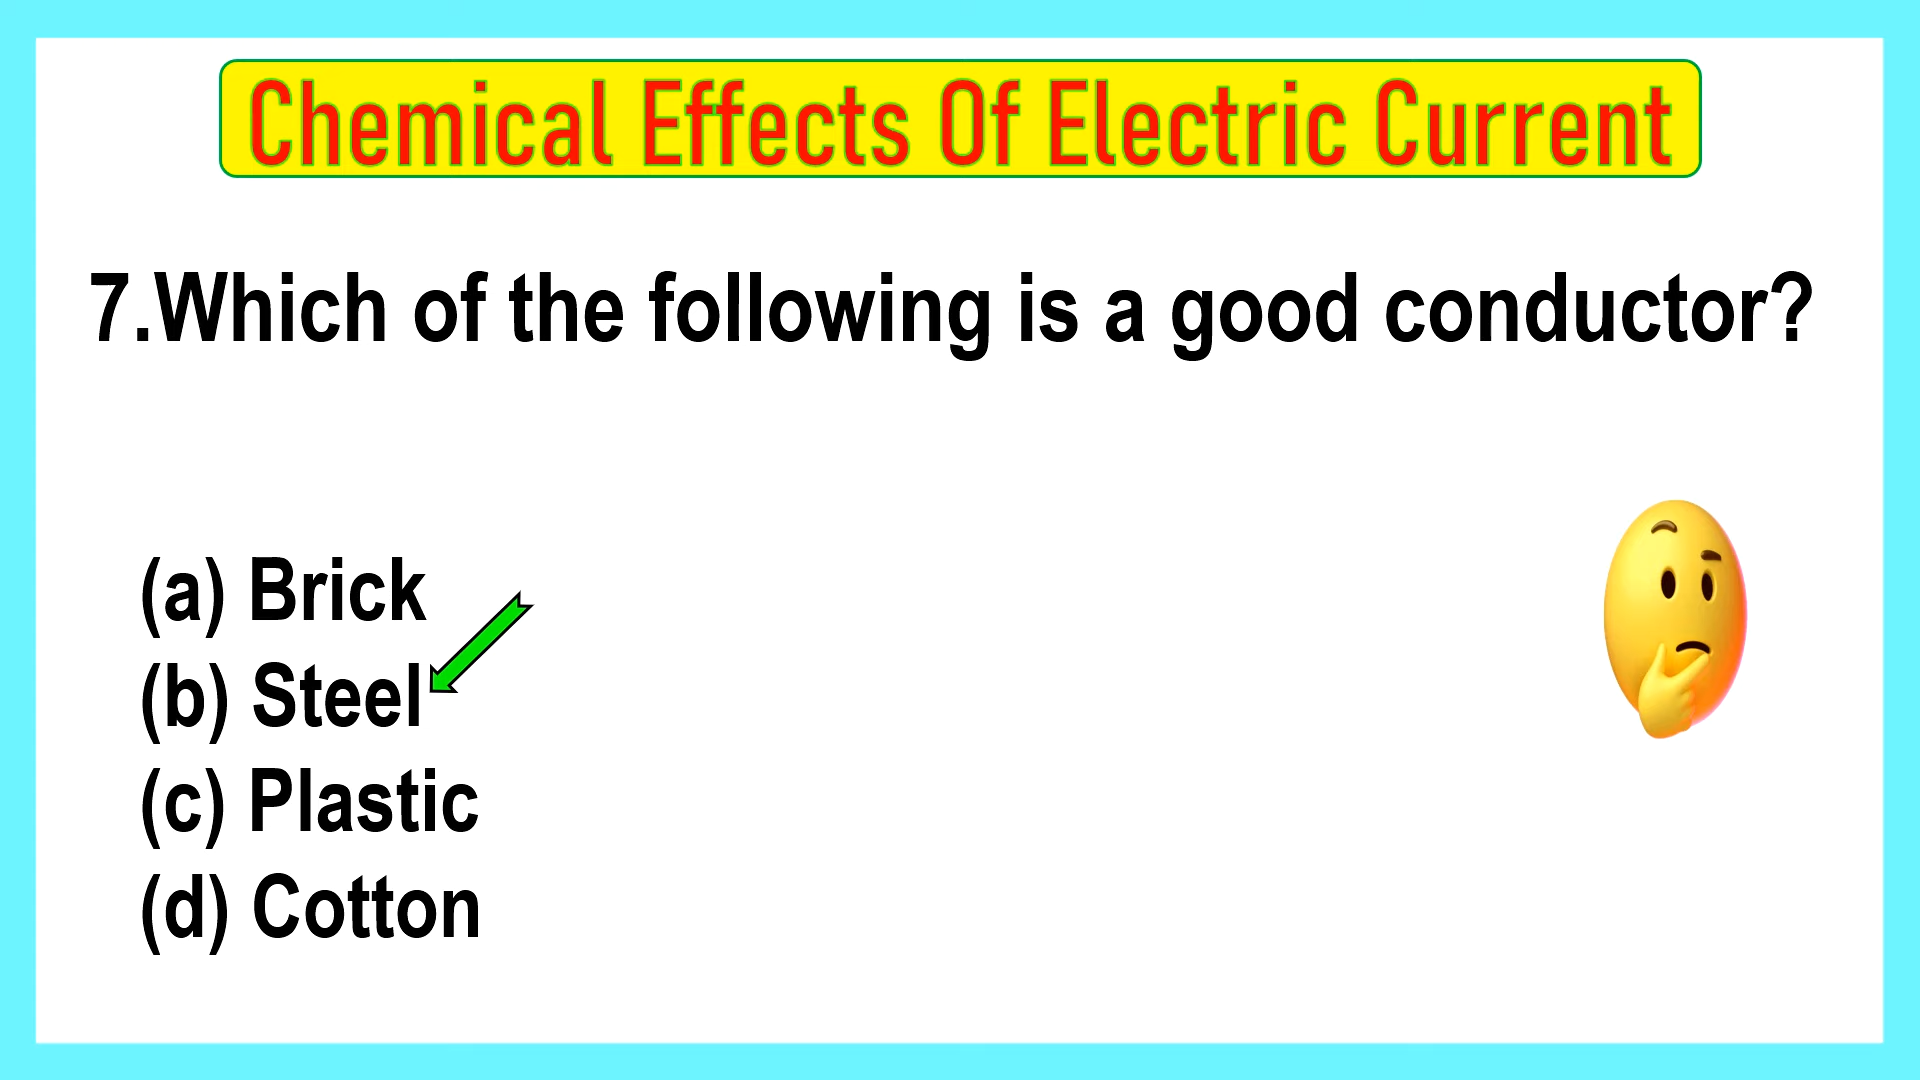 Chemical Effects Of Electric Current
7.Which of the following is a good conductor?
(a) Brick
(b) Steel
(c) Plastic
(d) Cotton